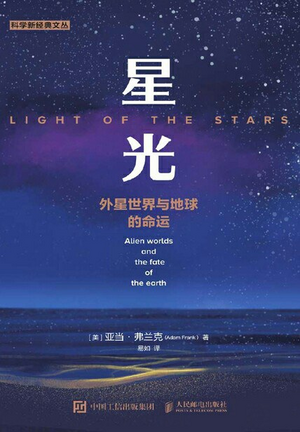 科学新经典文丛
星
LIGHT OF THE STARS
光
外星世界与地球
的命运
Alien worlds
and
the fate
of
the earth
[美] 亚当·弗兰克 (Adam Frank) 著
易如 译
中国工信出版集团 人民邮电出版社